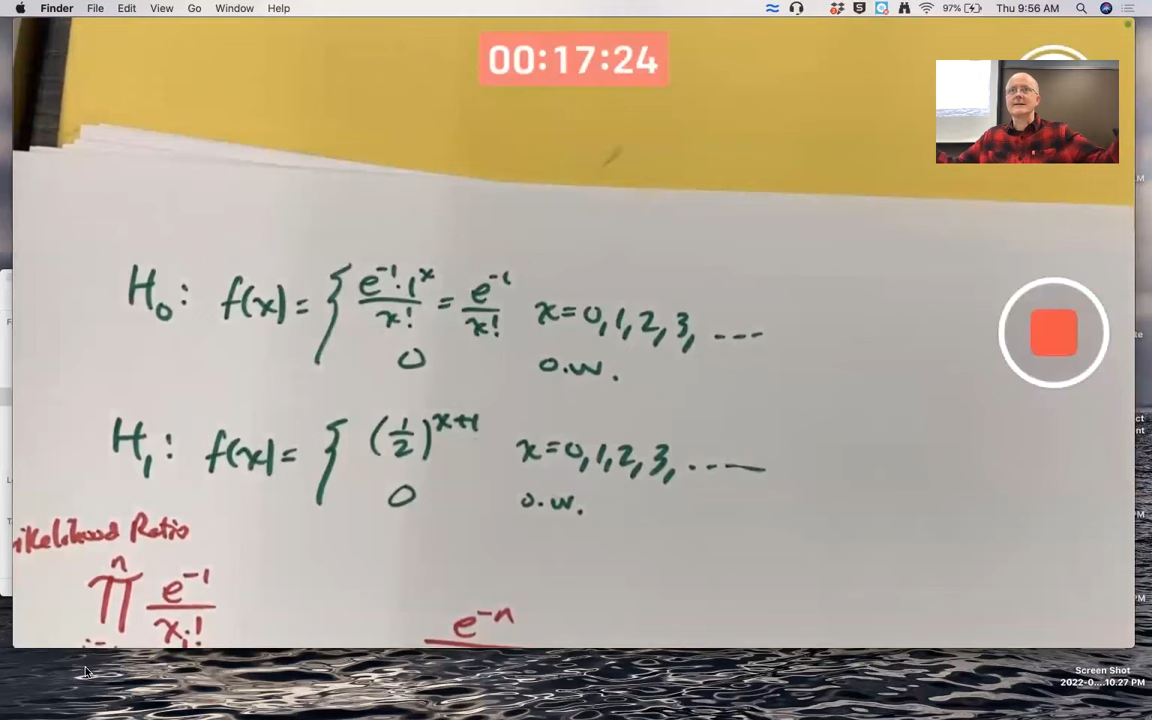 Finder File Edit View Go Window Help 97% Thu 9:56 AM
00:17:24
H₀: f(x) = { e⁻¹·1ˣ/x! = e⁻¹/x! x=0,1,2,3, ----
0 o.w.
H₁: f(x) = { (1/2)ˣ⁺¹ x=0,1,2,3, ----
0 o.w.
ikelihood Ratio
n
∏ e⁻¹/xᵢ! e⁻ⁿ
Screen Shot
2022-0....10.27 PM